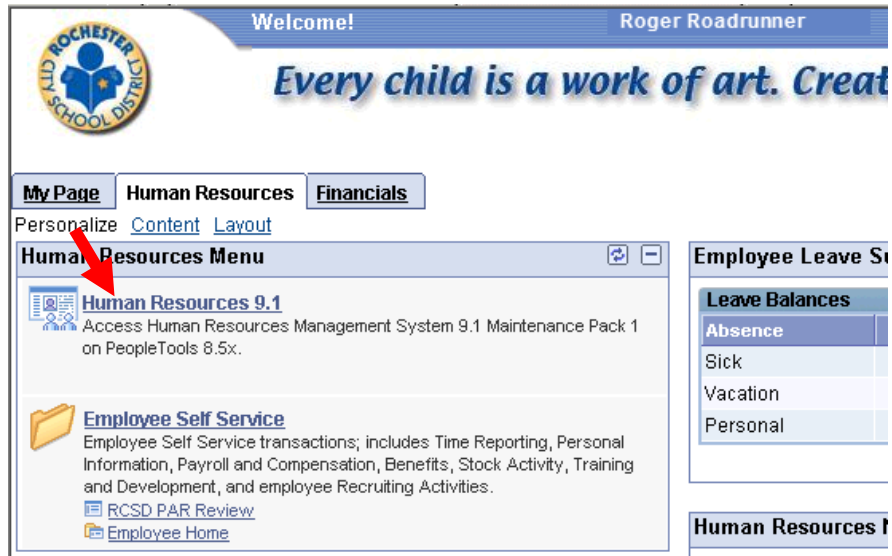 Welcome! Roger Roadrunner
ROCHESTER CITY SCHOOL DISTRICT
Every child is a work of art. Creat
My Page Human Resources Financials
Personalize Content Layout
Human Resources Menu
Human Resources 9.1
Access Human Resources Management System 9.1 Maintenance Pack 1
on PeopleTools 8.5x.
Employee Self Service
Employee Self Service transactions; includes Time Reporting, Personal
Information, Payroll and Compensation, Benefits, Stock Activity, Training
and Development, and employee Recruiting Activities.
RCSD PAR Review
Employee Home
Employee Leave Su
Leave Balances
Absence
Sick
Vacation
Personal
Human Resources